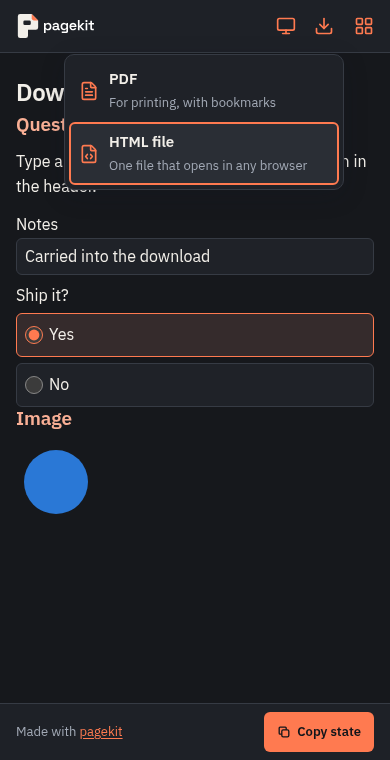 pagekit
PDF
For printing, with bookmarks
HTML file
One file that opens in any browser
Dow
Quest
Type a
n in
the header.
Notes
Carried into the download
Ship it?
Yes
No
Image
Made with pagekit
Copy state